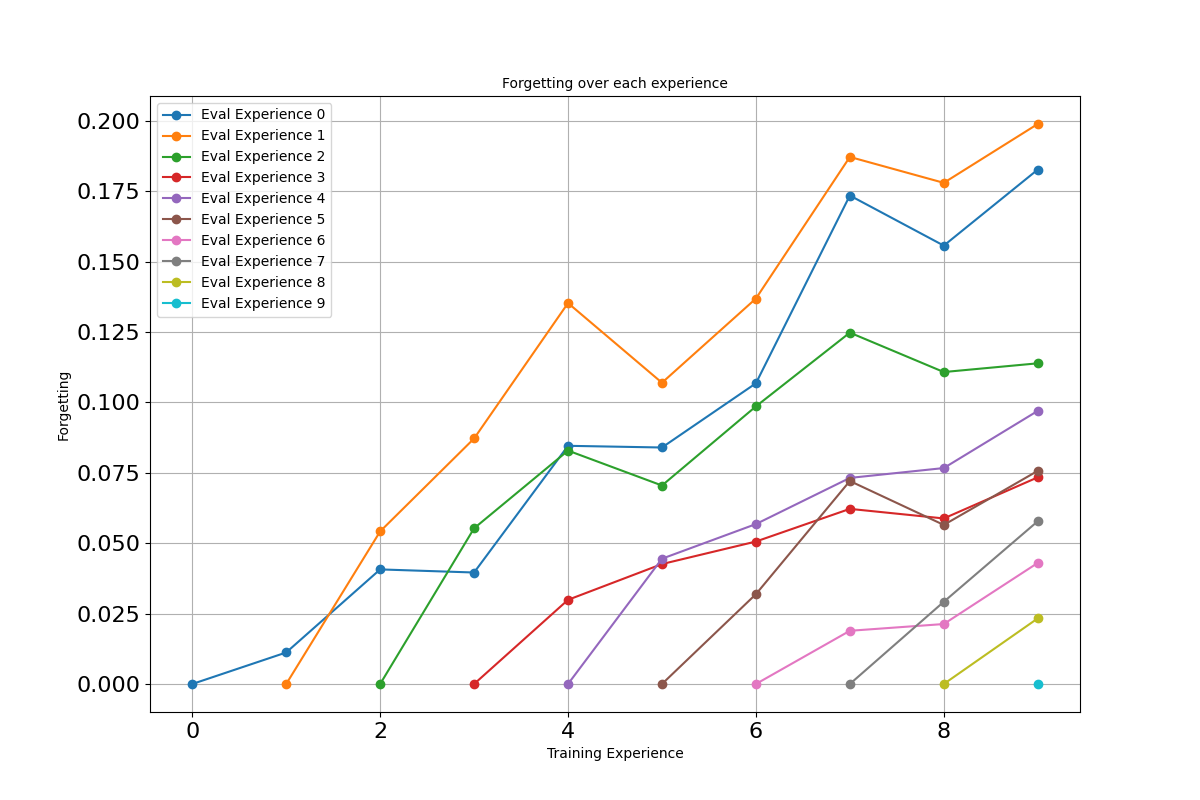 Forgetting over each experience
0.200
0.175
0.150
0.125
0.100
0.075
0.050
0.025
0.000
Forgetting
Eval Experience 0
Eval Experience 1
Eval Experience 2
Eval Experience 3
Eval Experience 4
Eval Experience 5
Eval Experience 6
Eval Experience 7
Eval Experience 8
Eval Experience 9
0 2 4 6 8
Training Experience